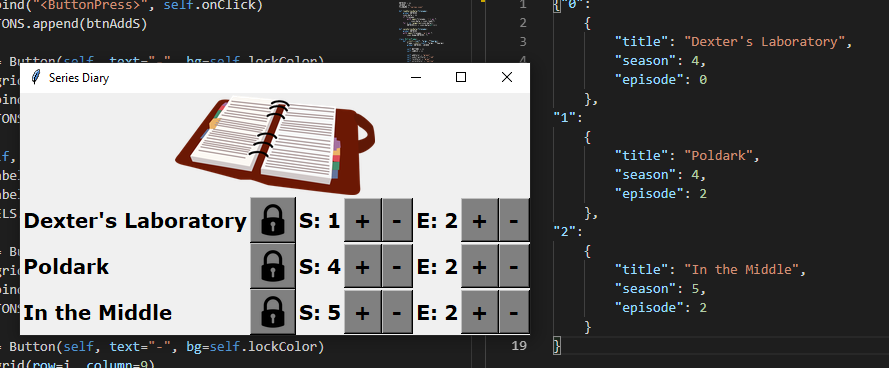 bind("<ButtonPress>", self.onClick)
TONS.append(btnAddS)
= Button(self, text="-", bg=self.lockColor)
Series Diary
Dexter's Laboratory S: 1 + - E: 2 + -
Poldark S: 4 + - E: 2 + -
In the Middle S: 5 + - E: 2 + -
= Button(self, text="-", bg=self.lockColor)
grid(row=i, column=9)
1 {"0":
2 {
3 "title": "Dexter's Laboratory",
4 "season": 4,
5 "episode": 0
},
"1":
{
"title": "Poldark",
"season": 4,
"episode": 2
},
"2":
{
"title": "In the Middle",
"season": 5,
"episode": 2
}
19 }